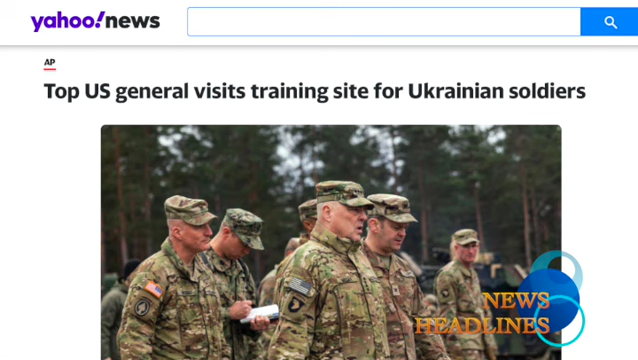 yahoo!news
AP
Top US general visits training site for Ukrainian soldiers
NEWS
HEADLINES